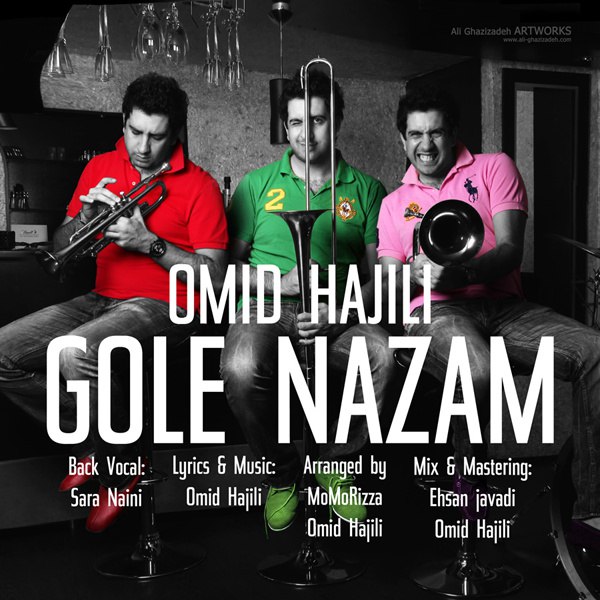 Ali Ghazizadeh ARTWORKS
www.ali-ghazizadeh.com
2
OMID HAJILI
GOLE NAZAM
Back Vocal:
Sara Naini
Lyrics & Music:
Omid Hajili
Arranged by
MoMoRizza
Omid Hajili
Mix & Mastering:
Ehsan javadi
Omid Hajili